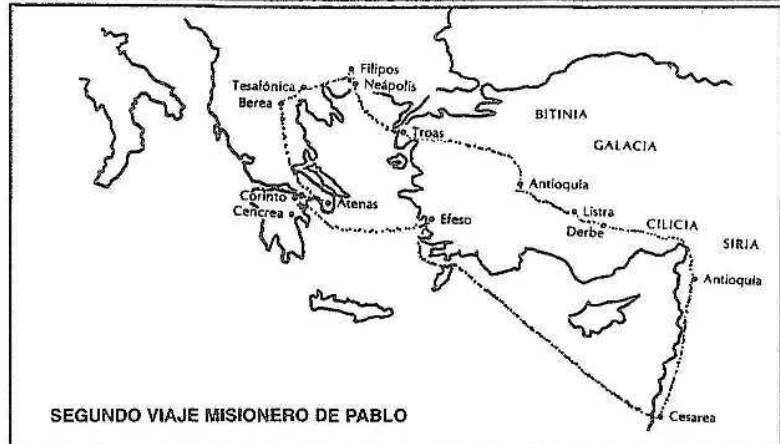 Filipos
Tesafónica
Neápolis
Berea
Troas
BITINIA
GALACIA
Antioquía
Corinto
Atenas
Cencrea
Efeso
Listra
Derbe
CILICIA
SIRIA
Antioquía
SEGUNDO VIAJE MISIONERO DE PABLO
Cesarea